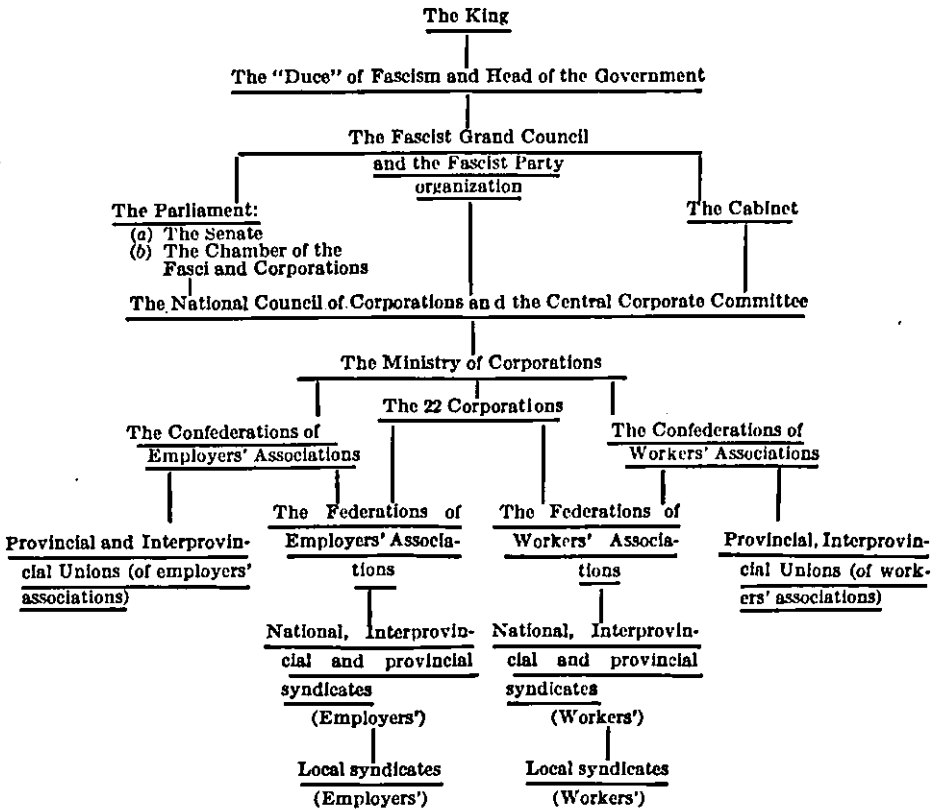 The King
The "Duce" of Fascism and Head of the Government
The Fascist Grand Council
and the Fascist Party
organization
The Parliament:
(a) The Senate
(b) The Chamber of the
Fasci and Corporations
The Cabinet
The National Council of Corporations and the Central Corporate Committee
The Ministry of Corporations
The 22 Corporations
The Confederations of
Employers' Associations
The Confederations of
Workers' Associations
Provincial and Interprovin-
cial Unions (of employers'
associations)
The Federations of
Employers' Associa-
tions
The Federations of
Workers' Associa-
tions
Provincial, Interprovin-
cial Unions (of work-
ers' associations)
National, Interprovin-
cial and provincial
syndicates
(Employers')
National, Interprovin-
cial and provincial
syndicates
(Workers')
Local syndicates
(Employers')
Local syndicates
(Workers')